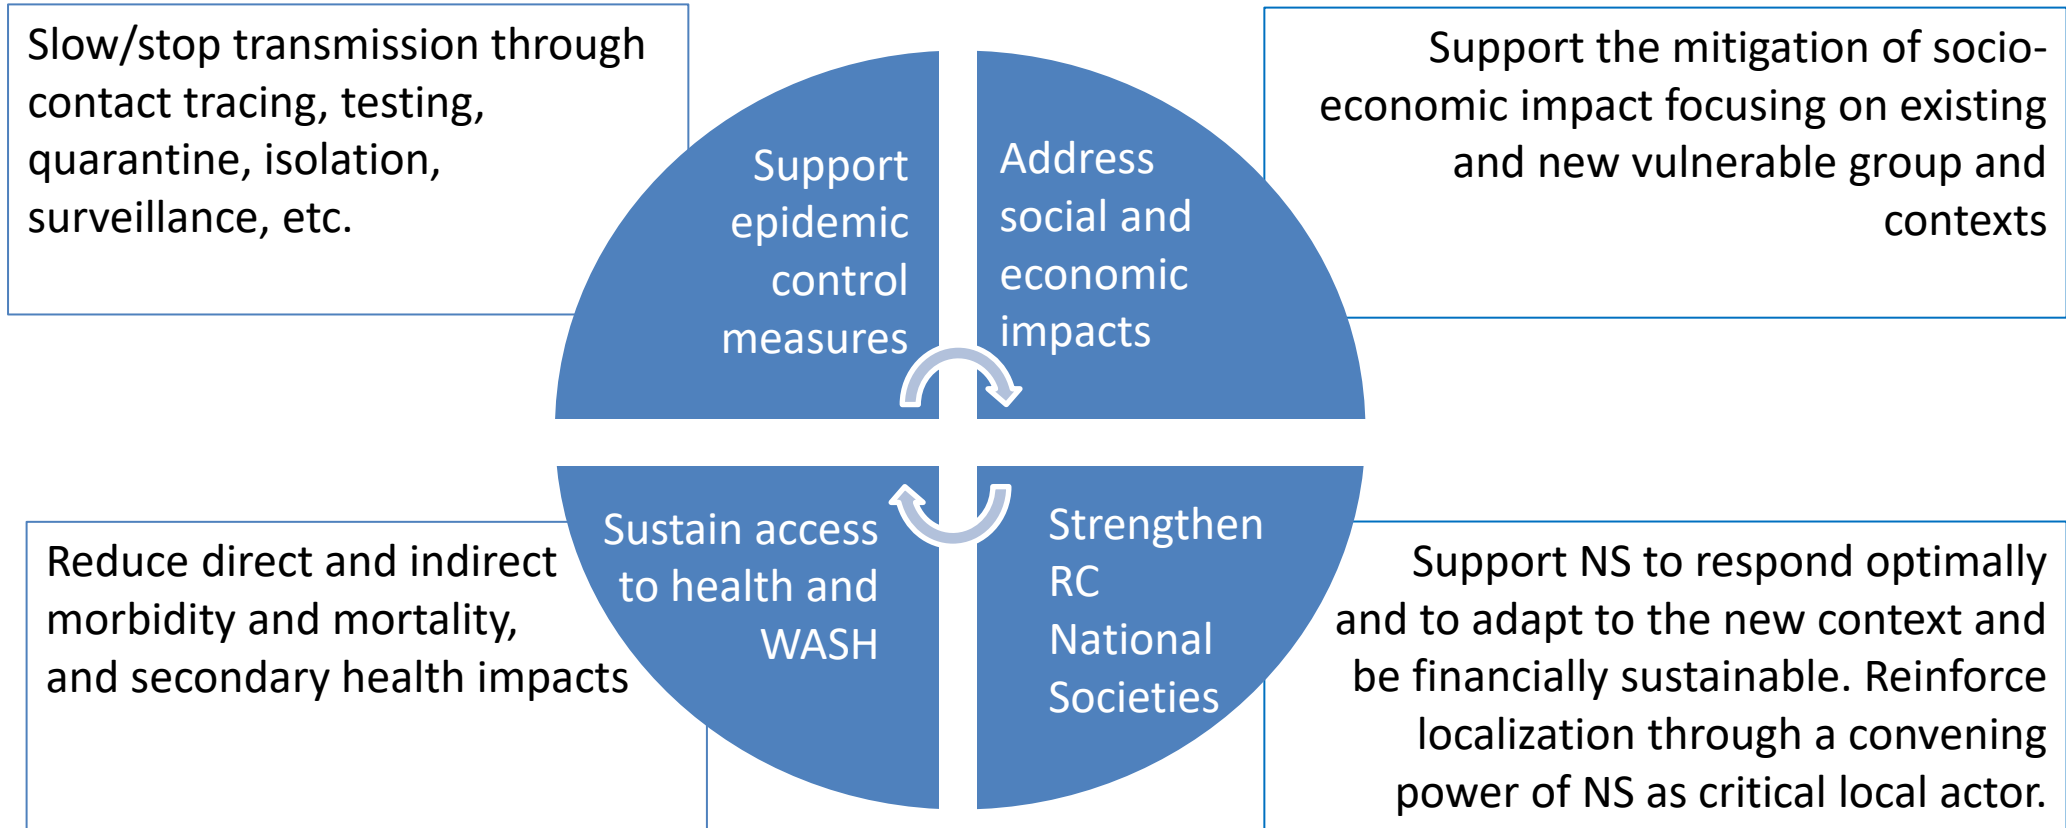 Slow/stop transmission through
contact tracing, testing,
quarantine, isolation,
surveillance, etc.
Support
epidemic
control
measures
Address
social and
economic
impacts
Support the mitigation of socio-
economic impact focusing on existing
and new vulnerable group and
contexts
Reduce direct and indirect
morbidity and mortality,
and secondary health impacts
Sustain access
to health and
WASH
Strengthen
RC
National
Societies
Support NS to respond optimally
and to adapt to the new context and
be financially sustainable. Reinforce
localization through a convening
power of NS as critical local actor.